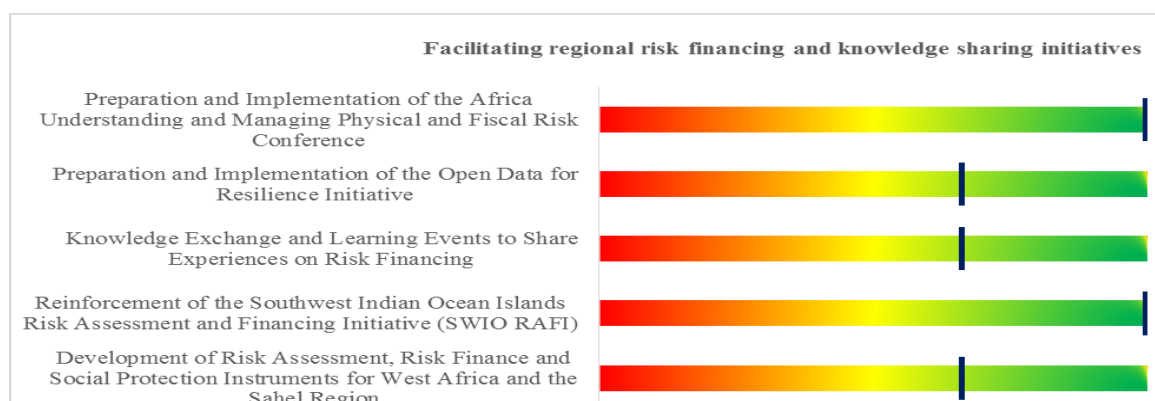 Facilitating regional risk financing and knowledge sharing initiatives
Preparation and Implementation of the Africa
Understanding and Managing Physical and Fiscal Risk
Conference
Preparation and Implementation of the Open Data for
Resilience Initiative
Knowledge Exchange and Learning Events to Share
Experiences on Risk Financing
Reinforcement of the Southwest Indian Ocean Islands
Risk Assessment and Financing Initiative (SWIO RAFI)
Development of Risk Assessment, Risk Finance and
Social Protection Instruments for West Africa and the
Sahel Region